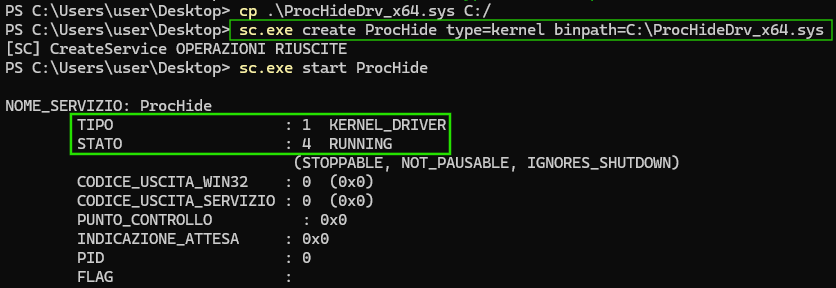 PS C:\Users\user\Desktop> cp .\ProcHideDrv_x64.sys C:/
PS C:\Users\user\Desktop> sc.exe create ProcHide type=kernel binpath=C:\ProcHideDrv_x64.sys
[SC] CreateService OPERAZIONI RIUSCITE
PS C:\Users\user\Desktop> sc.exe start ProcHide
NOME_SERVIZIO: ProcHide
TIPO : 1 KERNEL_DRIVER
STATO : 4 RUNNING
(STOPPABLE, NOT_PAUSABLE, IGNORES_SHUTDOWN)
CODICE_USCITA_WIN32 : 0 (0x0)
CODICE_USCITA_SERVIZIO : 0 (0x0)
PUNTO_CONTROLLO : 0x0
INDICAZIONE_ATTESA : 0x0
PID : 0
FLAG :